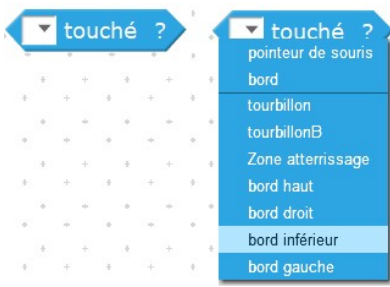 touché ?
touché ?
pointeur de souris
bord
tourbillon
tourbillonB
Zone atterrissage
bord haut
bord droit
bord inférieur
bord gauche